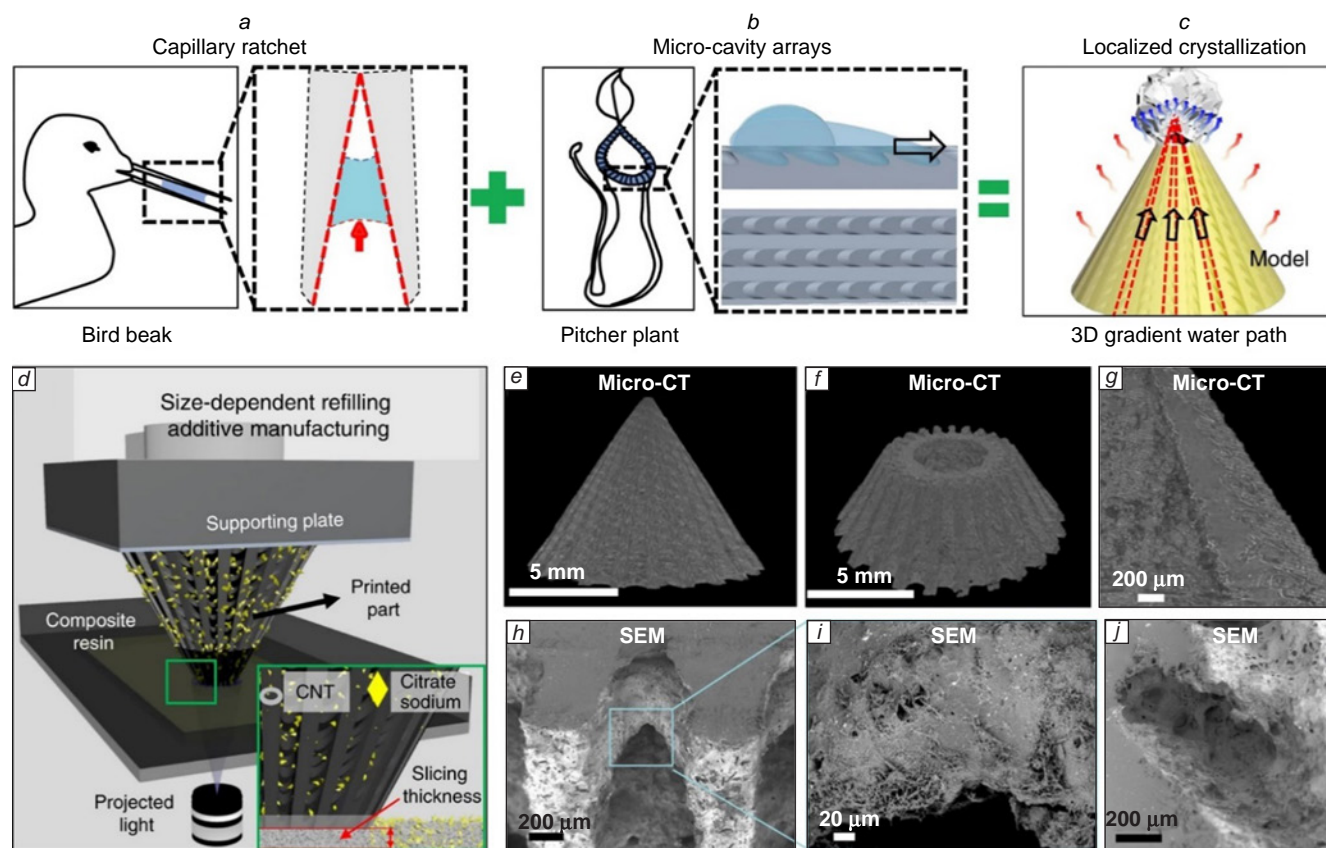 a
Capillary ratchet
b
Micro-cavity arrays
c
Localized crystallization
Model
Bird beak
Pitcher plant
3D gradient water path
d
Size-dependent refilling
additive manufacturing
Supporting plate
Printed
part
Composite
resin
CNT
Citrate
sodium
Slicing
thickness
Projected
light
e
Micro-CT
5 mm
f
Micro-CT
5 mm
g
Micro-CT
200 μm
h
SEM
200 μm
i
SEM
20 μm
j
SEM
200 μm